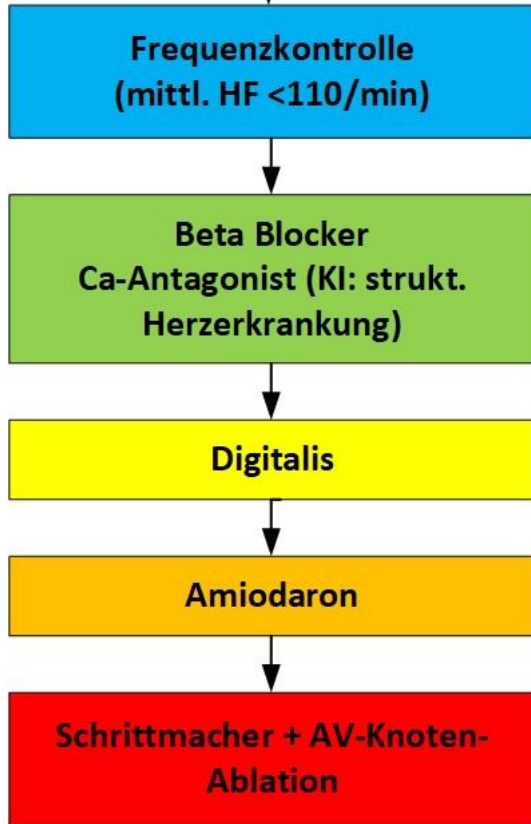 Frequenzkontrolle
(mittl. HF <110/min)
Beta Blocker
Ca-Antagonist (KI: strukt.
Herzerkrankung)
Digitalis
Amiodaron
Schrittmacher + AV-Knoten-
Ablation